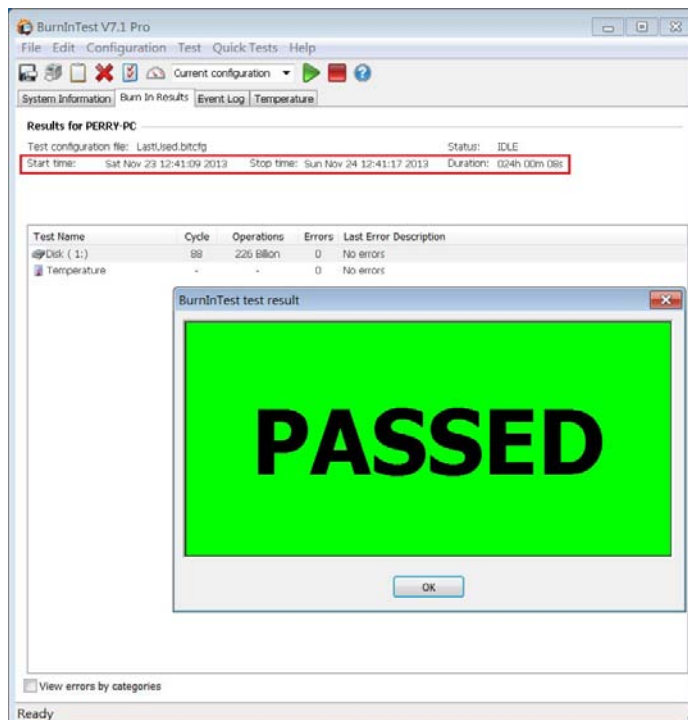 BurnInTest V7.1 Pro
File Edit Configuration Test Quick Tests Help
Current configuration
System Information Burn In Results Event Log Temperature
Results for PERRY-PC
Test configuration file: LastUsed.bitcfg Status: IDLE
Start time: Sat Nov 23 12:41:09 2013 Stop time: Sun Nov 24 12:41:17 2013 Duration: 024h 00m 08s
Test Name Cycle Operations Errors Last Error Description
Disk ( 1:) 88 226 Billion 0 No errors
Temperature - - 0 No errors
BurnInTest test result
PASSED
OK
View errors by categories
Ready